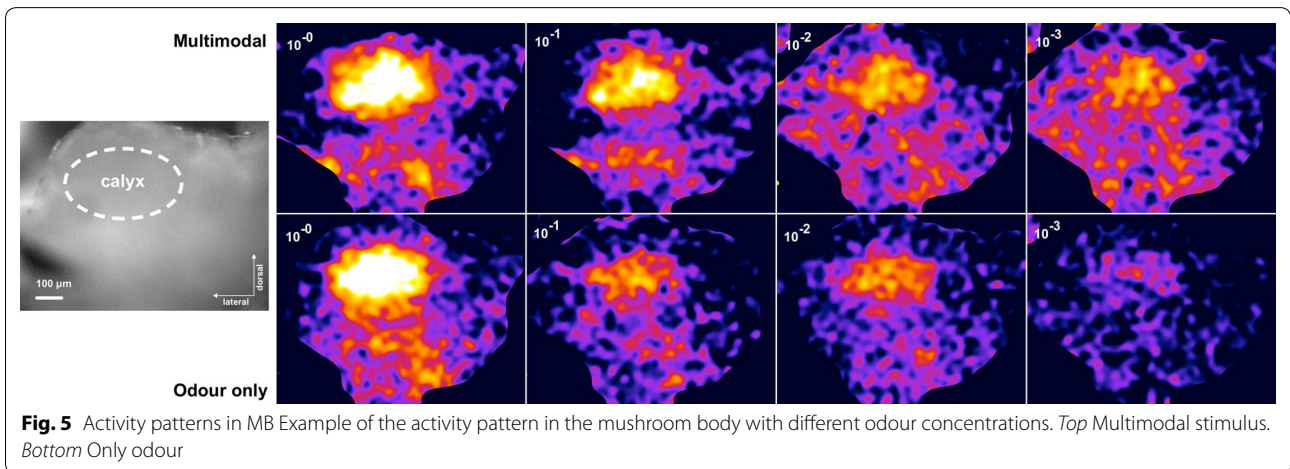 Multimodal
10⁻⁰
10⁻¹
10⁻²
10⁻³
calyx
100 µm
dorsal
lateral
10⁻⁰
10⁻¹
10⁻²
10⁻³
Odour only
Fig. 5 Activity patterns in MB Example of the activity pattern in the mushroom body with different odour concentrations. Top Multimodal stimulus.
Bottom Only odour